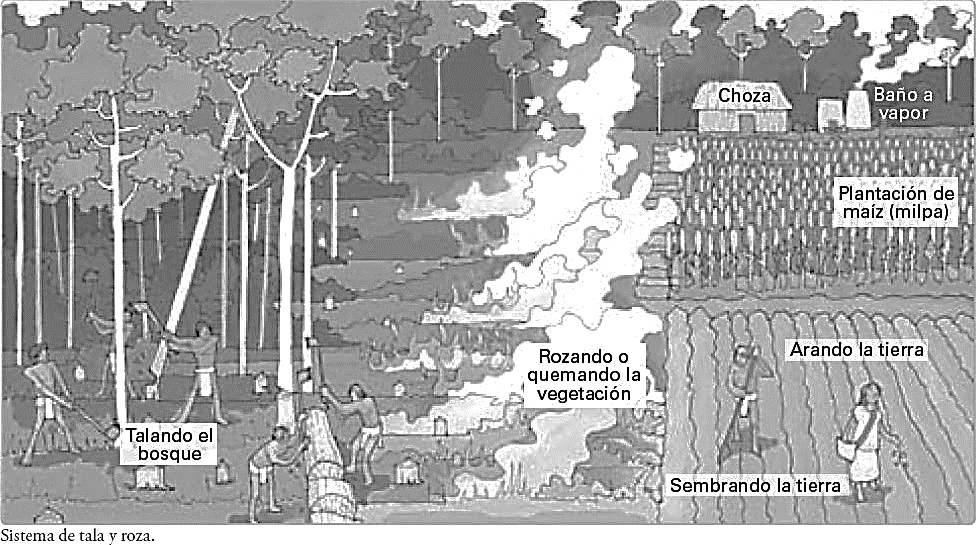 Choza
Baño a
vapor
Plantación de
maíz (milpa)
Arando la tierra
Rozando o
quemando la
vegetación
Talando el
bosque
Sembrando la tierra
Sistema de tala y roza.